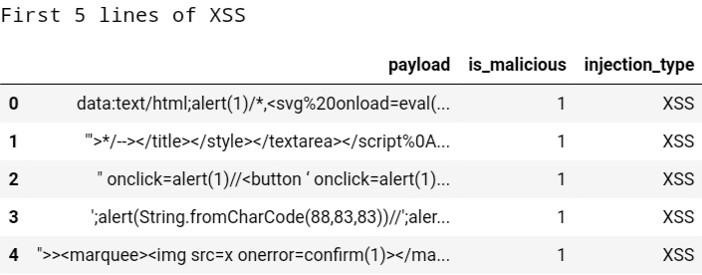 First 5 lines of XSS
payload is_malicious injection_type
0 data:text/html;alert(1)/*,<svg%20onload=eval(... 1 XSS
1 '">*/--></title></style></textarea></script%0A... 1 XSS
2 " onclick=alert(1)//<button ‘ onclick=alert(1)... 1 XSS
3 ';alert(String.fromCharCode(88,83,83))//';aler... 1 XSS
4 ">><marquee><img src=x onerror=confirm(1)></ma... 1 XSS